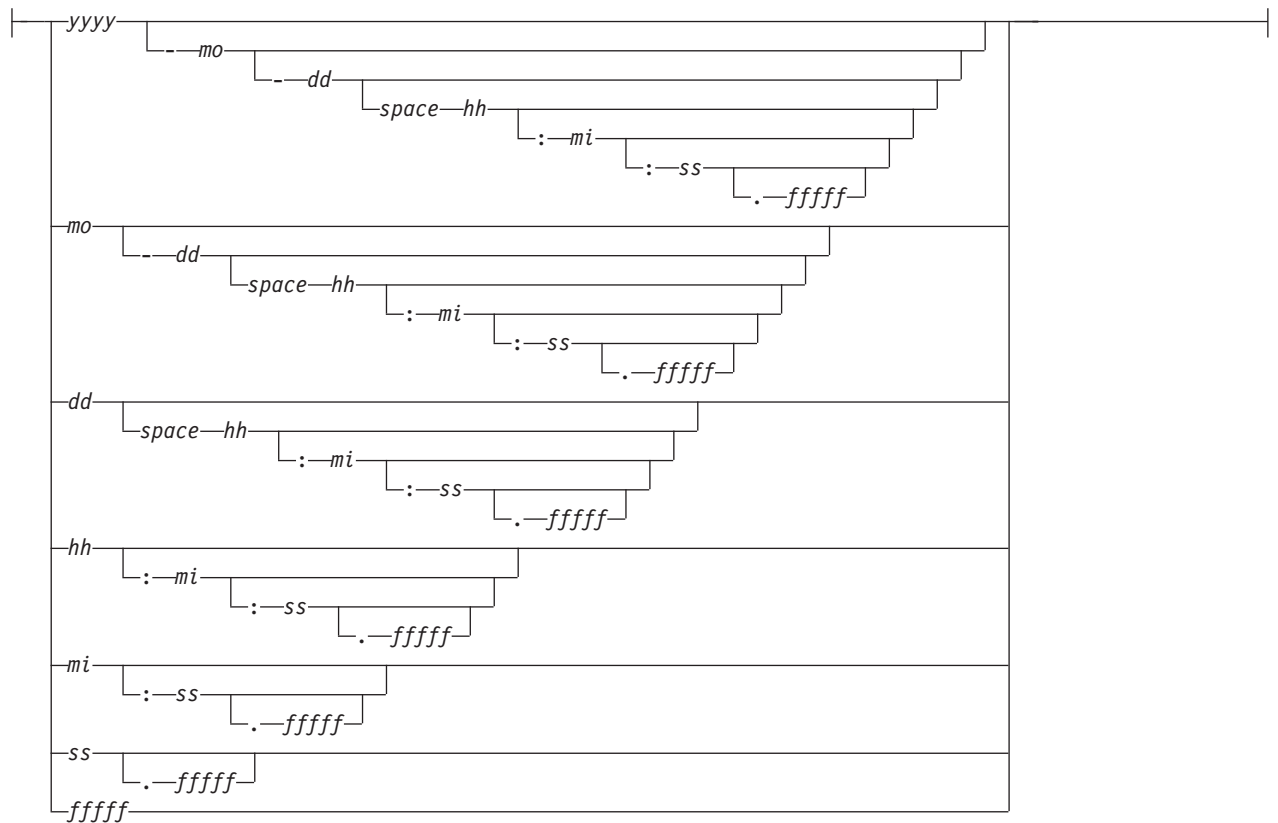 yyyy
- mo
- dd
space hh
: mi
: ss
. fffff
mo
- dd
space hh
: mi
: ss
. fffff
dd
space hh
: mi
: ss
. fffff
hh
: mi
: ss
. fffff
mi
: ss
. fffff
ss
. fffff
fffff